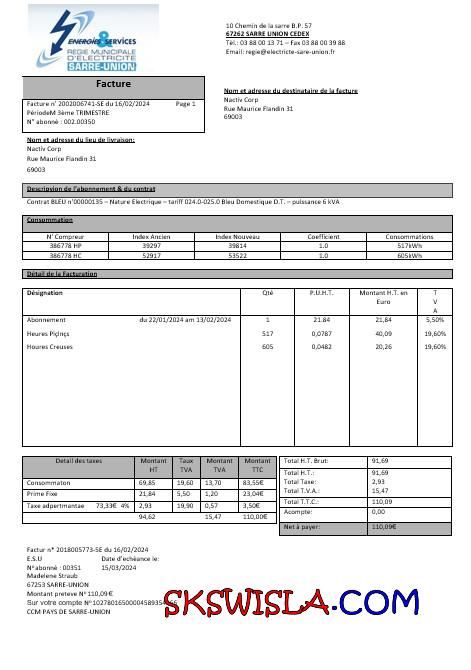 ENERGIES & SERVICES
REGIE MUNICIPALE
D'ELECTRICITE
SARRE-UNION
10 Chemin de la sarre B.P. 57
67262 SARRE UNION CEDEX
Tel.: 03 88 00 13 71 – Fax 03 88 00 39 88
Email: regie@electricte-sare-union.fr
Facture
Facture n° 2002006741-SE du 16/02/2024 Page 1
PériodeM 3ème TRIMESTRE
N° abonné : 002.00350
Nom et adresse du destinataire de la facture
Nactiv Corp
Rue Maurice Flandin 31
69003
Nom et adresse du lieu de livraison:
Nactiv Corp
Rue Maurice Flandin 31
69003
Descripvion de l'abonnement & du contrat
Contrat BLEU n°00000135 – Nature Electrique – tariff 024.0-025.0 Bleu Domestique D.T. – puissance 6 kVA
Consommation
N° Compreur Index Ancien Index Nouveau Coefficient Consommations
386778 HP 39297 39814 1.0 517kWh
386778 HC 52917 53522 1.0 605kWh
Détail de la Facturation
Désignation Qté P.U.H.T. Montant H.T. en Euro T V A
Abonnement du 22/01/2024 am 13/02/2024 1 21.84 21,84 5,50%
Heures Piçlnçs 517 0,0787 40,09 19,60%
Houres Creuses 605 0,0482 20,26 19,60%
Detail des taxes Montant HT Taux TVA Montant TVA Montant TTC
Consommaton 69,85 19,60 13,70 83,55€
Prime Fixe 21,84 5,50 1,20 23,04€
Taxe adpertmantae 73,33€ 4% 2,93 19,90 0,57 3,50€
94,62 15,47 110,00€
Total H.T. Brut: 91,69
Total H.T.: 91,69
Total Taxe: 2,93
Total T.V.A.: 15,47
Total T.T.C.: 110,09
Acompte: 0,00
Net à payer: 110,09€
Factur n° 2018005773-SE du 16/02/2024
E.S.U Date d'echèance le:
N°abonné : 00351 15/03/2024
Madelene Straub
67253 SARRE-UNION
Montant preteve N°110,09€
Sur votre compte
CCM PAYS DE SARRE-UNION
SKSWISLA.COM